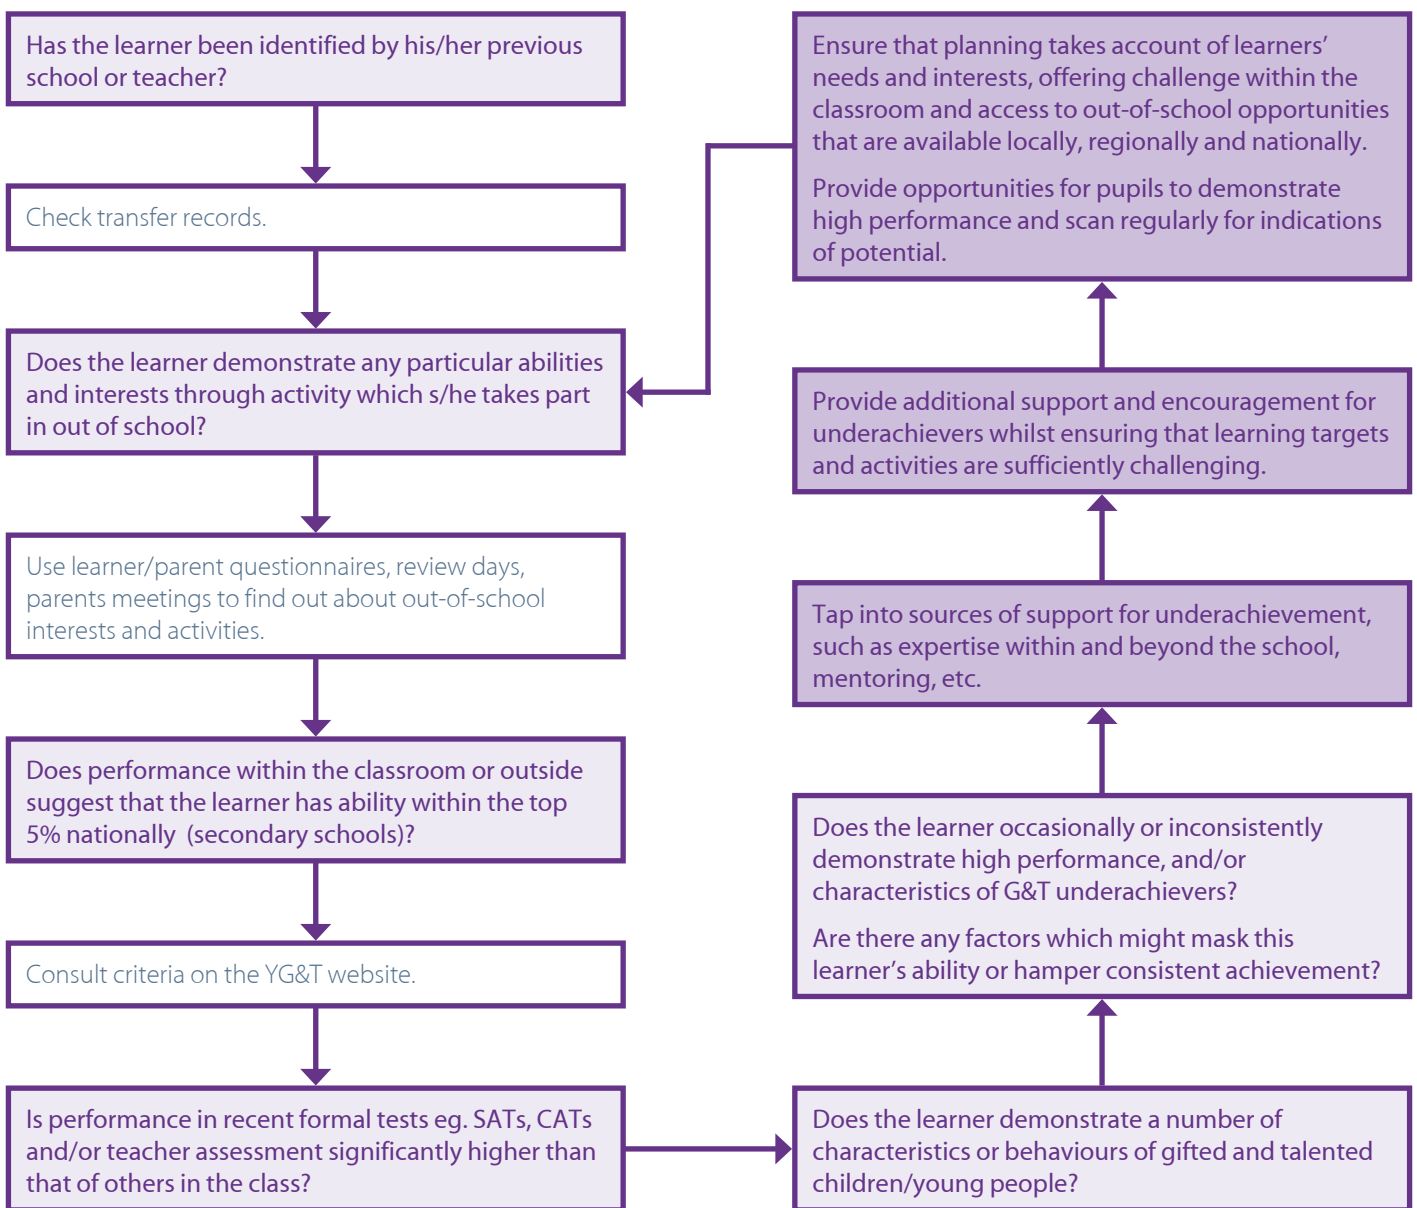 Has the learner been identified by his/her previous
school or teacher?
Check transfer records.
Does the learner demonstrate any particular abilities
and interests through activity which s/he takes part
in out of school?
Use learner/parent questionnaires, review days,
parents meetings to find out about out-of-school
interests and activities.
Does performance within the classroom or outside
suggest that the learner has ability within the top
5% nationally  (secondary schools)?
Consult criteria on the YG&T website.
Is performance in recent formal tests eg. SATs, CATs
and/or teacher assessment significantly higher than
that of others in the class?
Does the learner demonstrate a number of
characteristics or behaviours of gifted and talented
children/young people?
Does the learner occasionally or inconsistently
demonstrate high performance, and/or
characteristics of G&T underachievers?
Are there any factors which might mask this
learner’s ability or hamper consistent achievement?
Tap into sources of support for underachievement,
such as expertise within and beyond the school,
mentoring, etc.
Provide additional support and encouragement for
underachievers whilst ensuring that learning targets
and activities are sufficiently challenging.
Ensure that planning takes account of learners’
needs and interests, offering challenge within the
classroom and access to out-of-school opportunities
that are available locally, regionally and nationally.
Provide opportunities for pupils to demonstrate
high performance and scan regularly for indications
of potential.